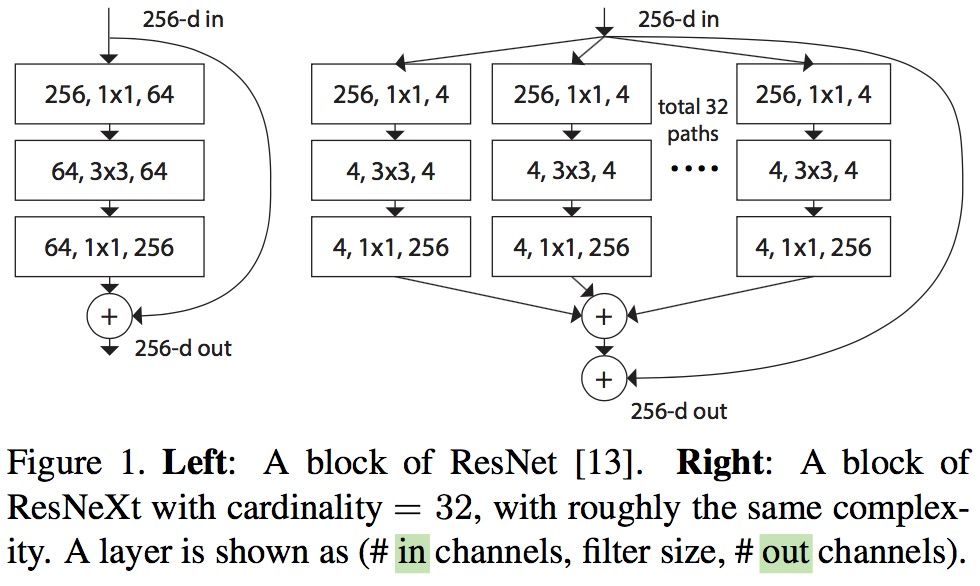 256-d in
256, 1x1, 64
64, 3x3, 64
64, 1x1, 256
+
256-d out
256-d in
256, 1x1, 4
256, 1x1, 4
total 32
paths
....
256, 1x1, 4
4, 3x3, 4
4, 3x3, 4
4, 3x3, 4
4, 1x1, 256
4, 1x1, 256
4, 1x1, 256
+
+
256-d out
Figure 1. Left: A block of ResNet [13]. Right: A block of
ResNeXt with cardinality = 32, with roughly the same complex-
ity. A layer is shown as (# in channels, filter size, # out channels).